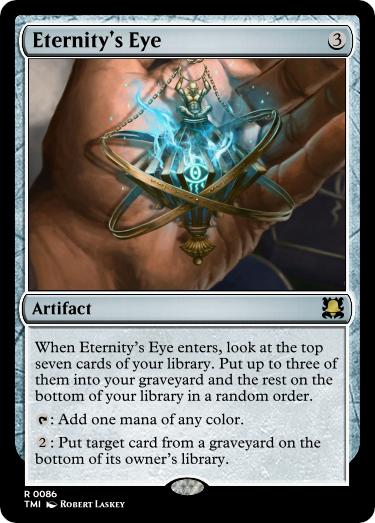 Eternity's Eye 3
Artifact
When Eternity's Eye enters, look at the top
seven cards of your library. Put up to three of
them into your graveyard and the rest on the
bottom of your library in a random order.
: Add one mana of any color.
2: Put target card from a graveyard on the
bottom of its owner's library.
R 0086
TMI Robert Laskey